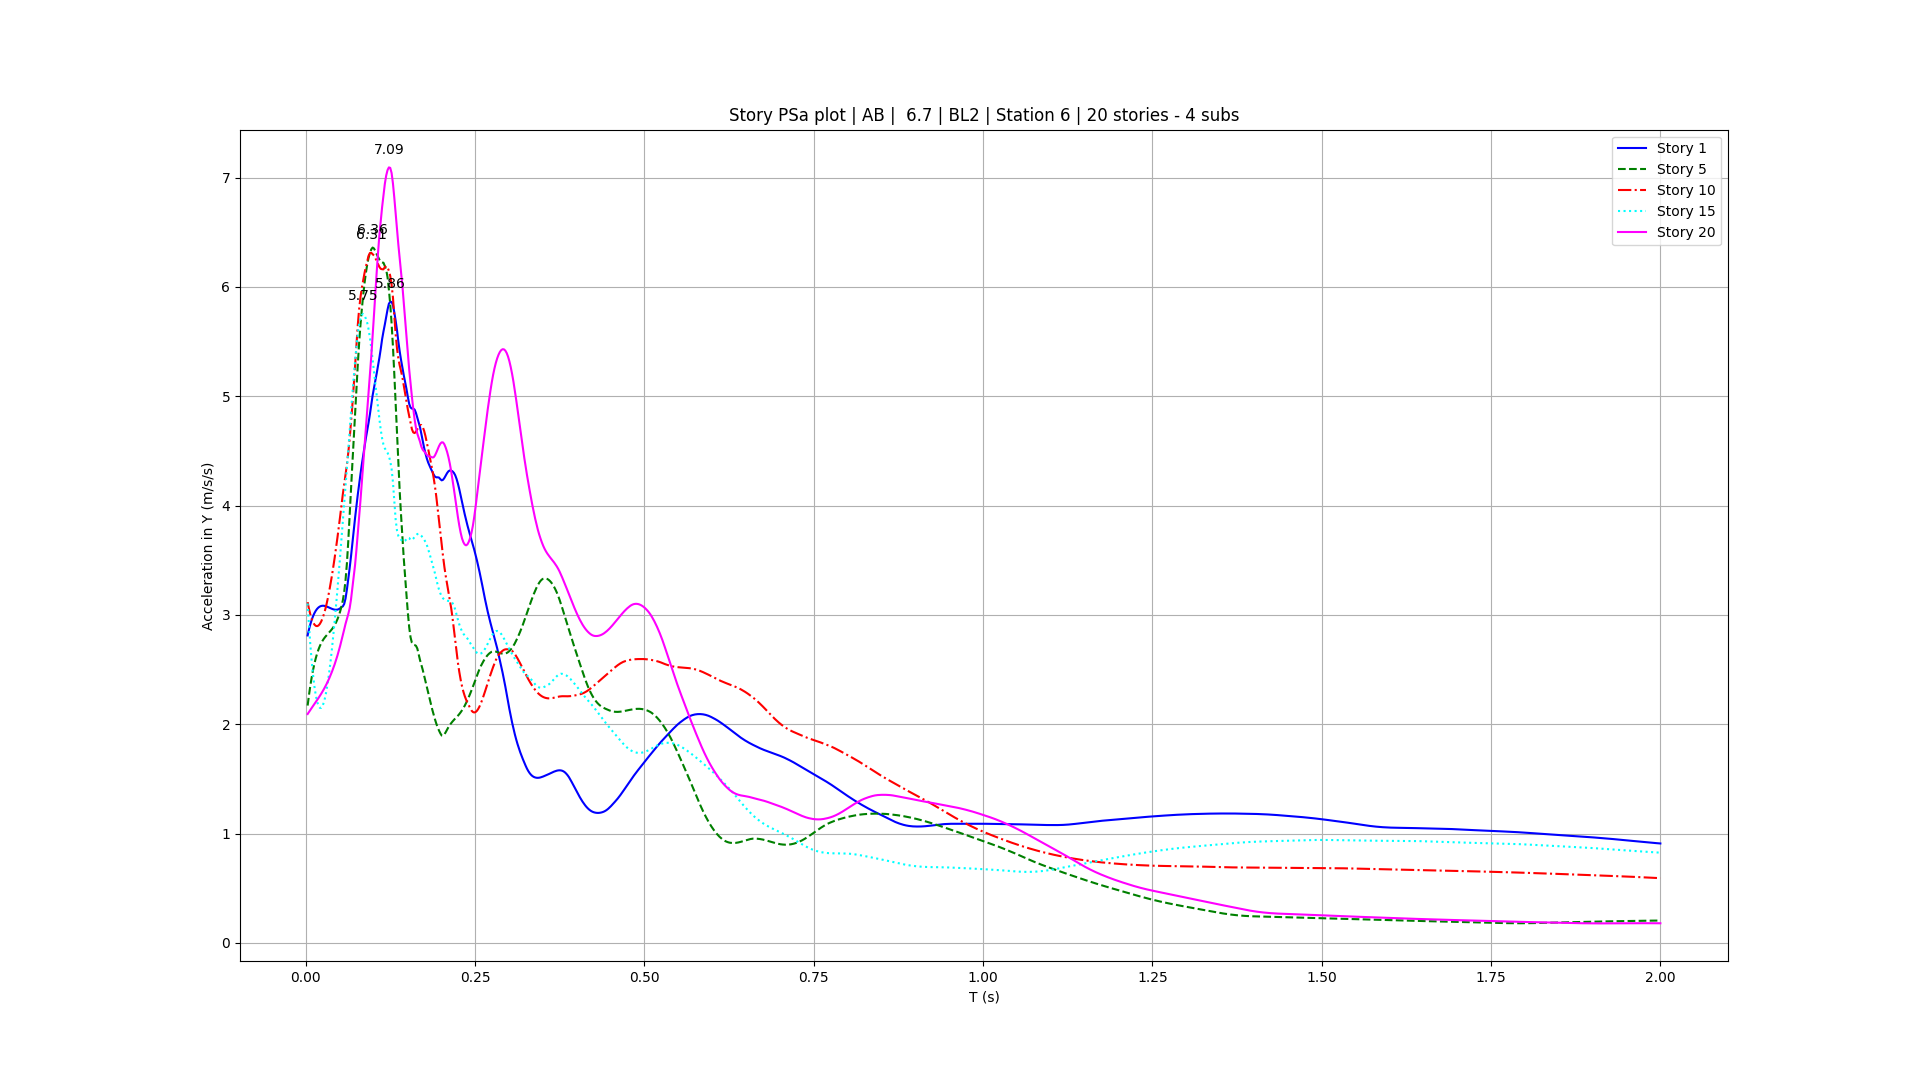 Story PSa plot | AB |  6.7 | BL2 | Station 6 | 20 stories - 4 subs
7.09
6.36
6.31
5.86
5.75
Story 1
Story 5
Story 10
Story 15
Story 20
7
6
5
4
3
2
1
0
Acceleration in Y (m/s/s)
0.00 0.25 0.50 0.75 1.00 1.25 1.50 1.75 2.00
T (s)